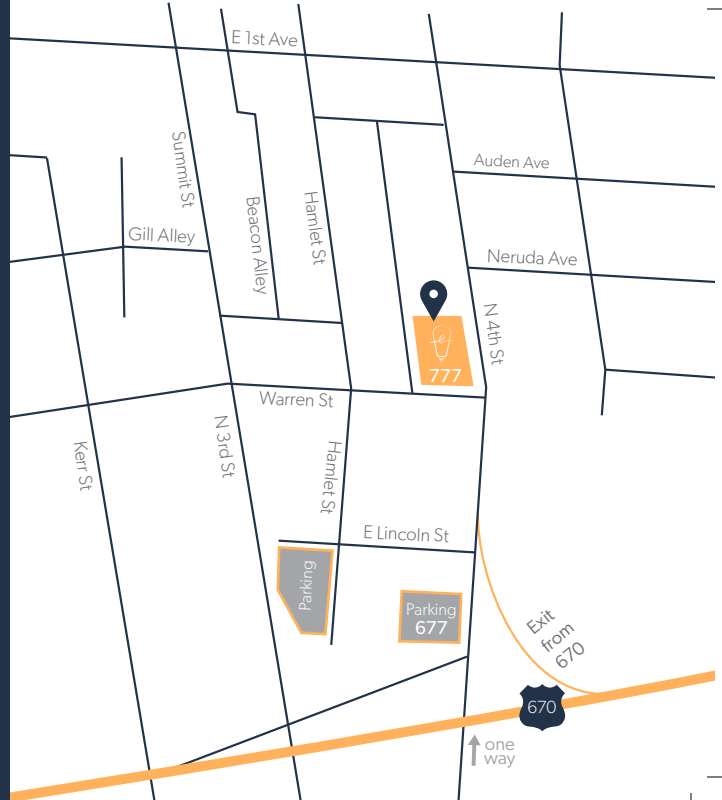 E 1st Ave
Summit St
Auden Ave
Beacon Alley
Hamlet St
Gill Alley
Neruda Ave
N 4th St
e
777
Warren St
N 3rd St
Kerr St
Hamlet St
E Lincoln St
Parking
Parking
677
Exit
from
670
670
one
way